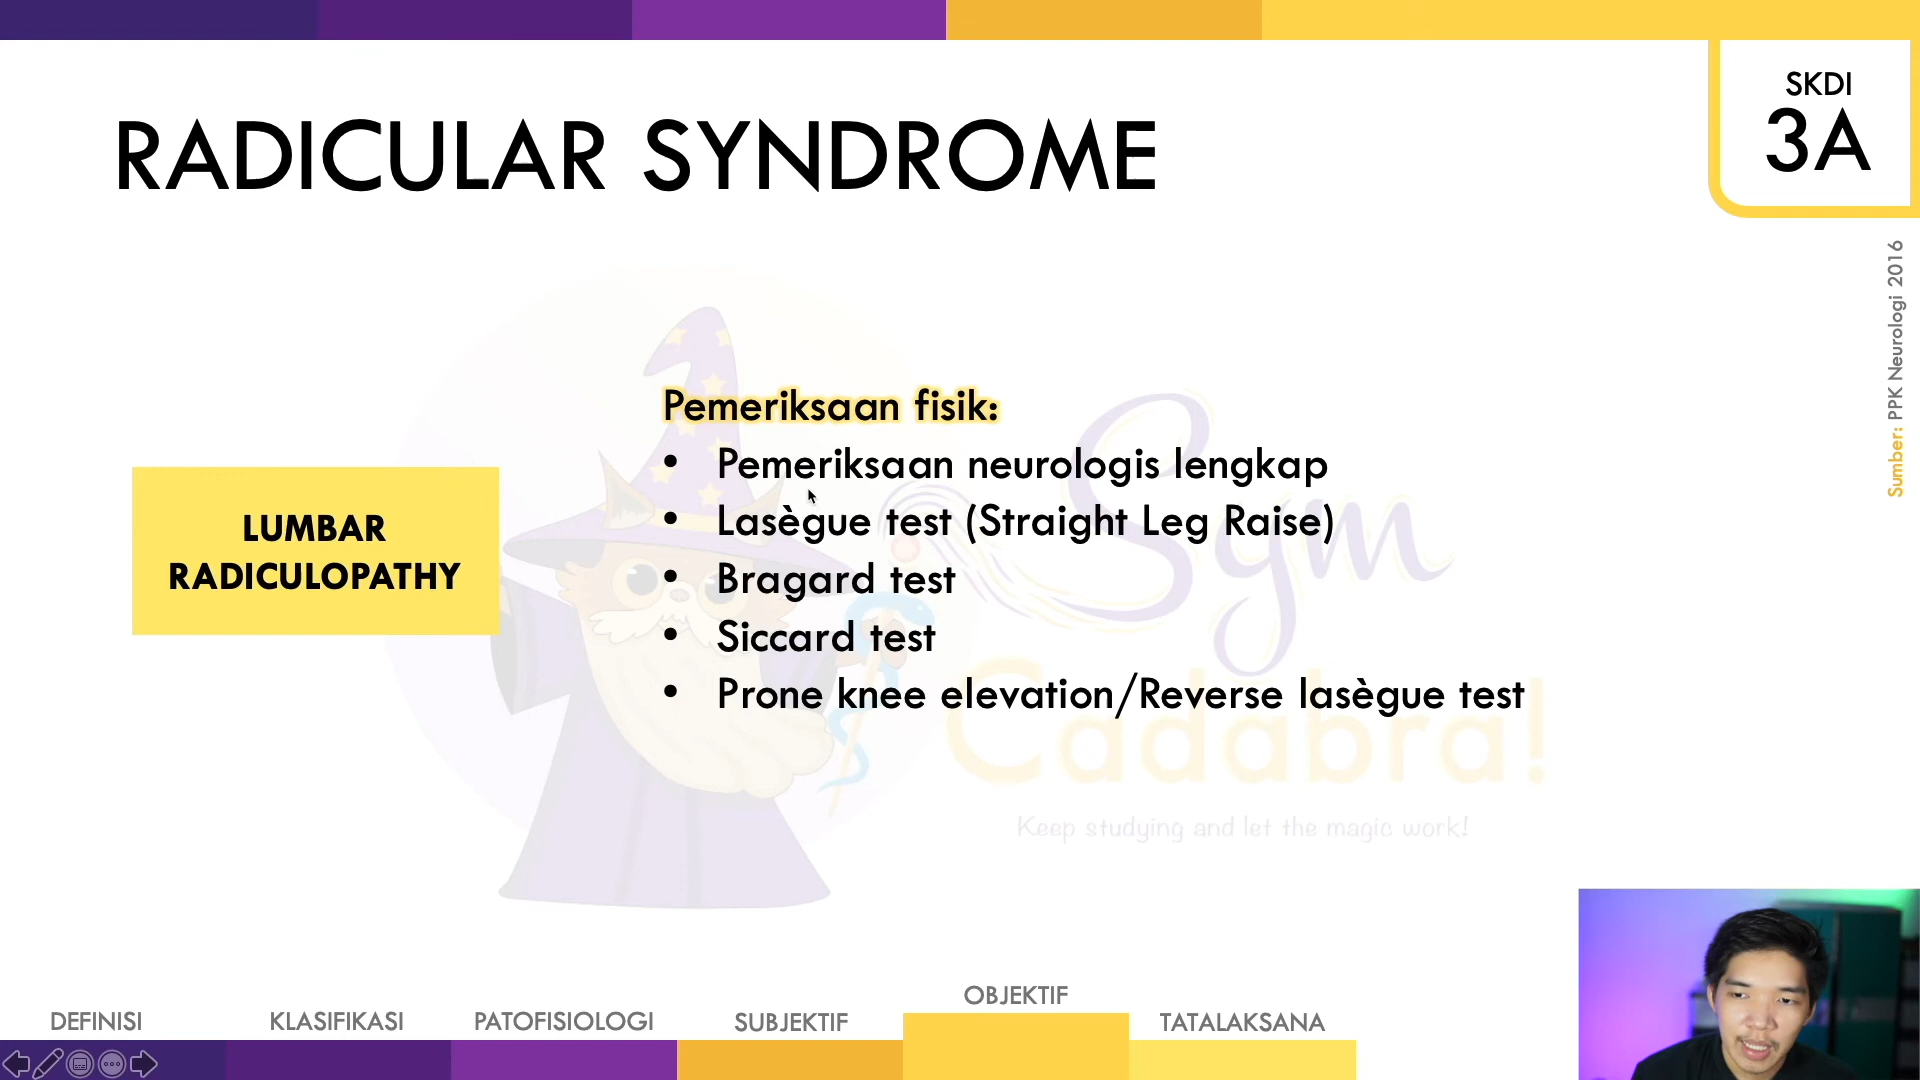 SKDI
3A
RADICULAR SYNDROME
Sumber: PPK Neurologi 2016
Pemeriksaan fisik:
• Pemeriksaan neurologis lengkap
LUMBAR
RADICULOPATHY
• Lasègue test (Straight Leg Raise)
• Bragard test
• Siccard test
• Prone knee elevation/Reverse lasègue test
Sym
Cadabra!
Keep studying and let the magic work!
DEFINISI
KLASIFIKASI
PATOFISIOLOGI
SUBJEKTIF
OBJEKTIF
TATALAKSANA